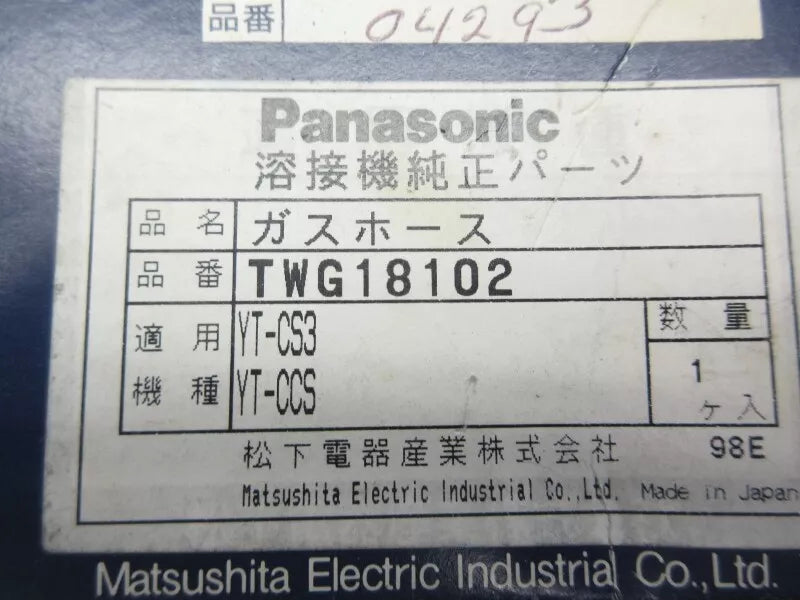 品番 04293
Panasonic
溶接機純正パーツ
品名 ガスホース
品番 TWG18102
適用機種 YT-CS3
YT-CCS
数量
1
ヶ入
松下電器産業株式会社 98E
Matsushita Electric Industrial Co.,Ltd. Made in Japan
Matsushita Electric Industrial Co.,Ltd.